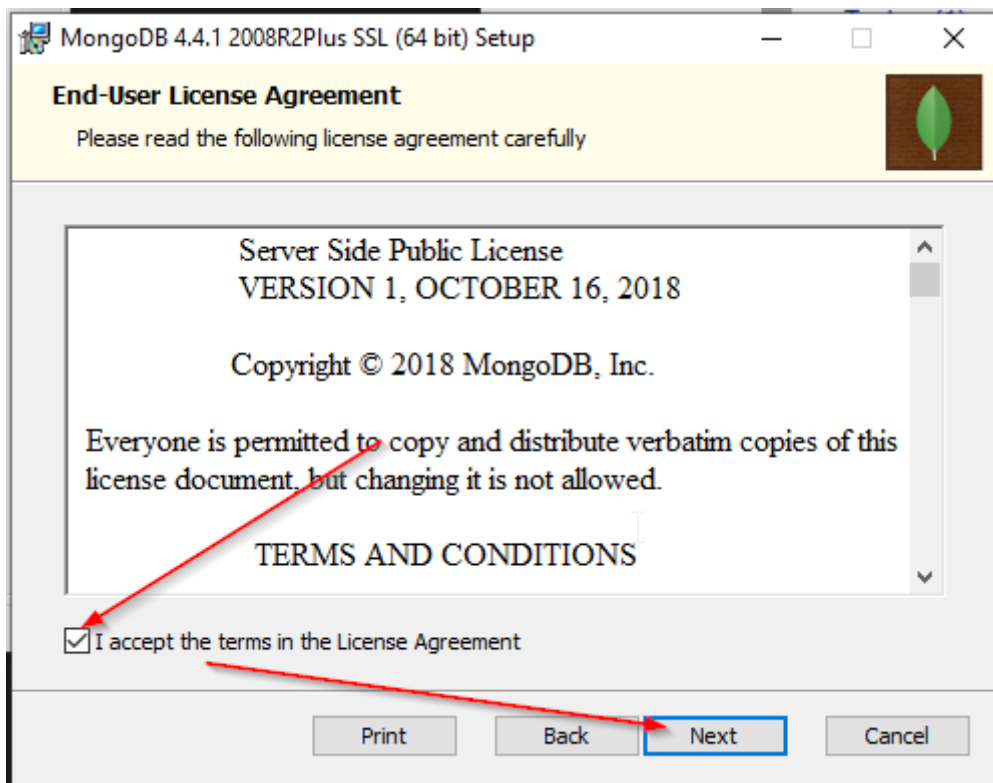 MongoDB 4.4.1 2008R2Plus SSL (64 bit) Setup
End-User License Agreement
Please read the following license agreement carefully
Server Side Public License
VERSION 1, OCTOBER 16, 2018
Copyright © 2018 MongoDB, Inc.
Everyone is permitted to copy and distribute verbatim copies of this
license document, but changing it is not allowed.
TERMS AND CONDITIONS
I accept the terms in the License Agreement
Print Back Next Cancel